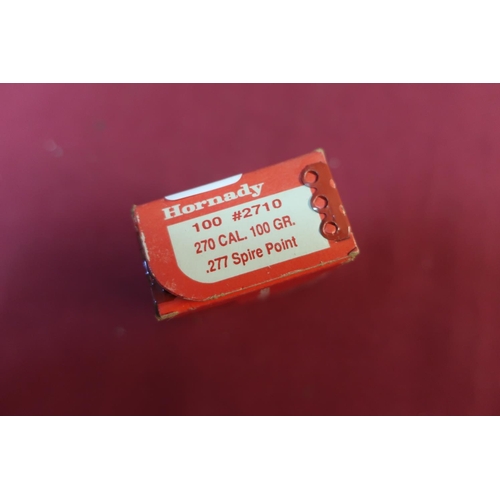 Hornady
100 #2710
270 CAL. 100 GR.
.277 Spire Point